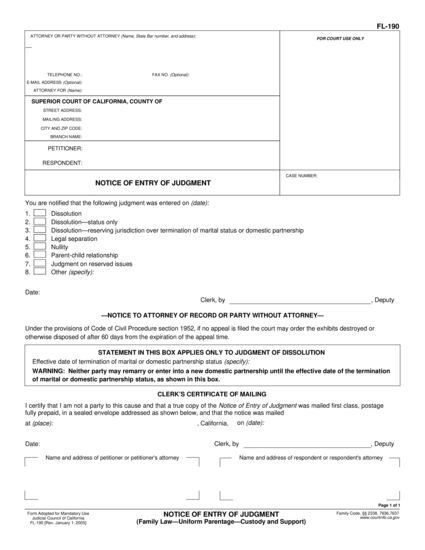 FL-190
ATTORNEY OR PARTY WITHOUT ATTORNEY (Name, State Bar number, and address):
FOR COURT USE ONLY
TELEPHONE NO.: FAX NO. (Optional):
E-MAIL ADDRESS (Optional):
ATTORNEY FOR (Name):
SUPERIOR COURT OF CALIFORNIA, COUNTY OF
STREET ADDRESS:
MAILING ADDRESS:
CITY AND ZIP CODE:
BRANCH NAME:
PETITIONER:
RESPONDENT:
NOTICE OF ENTRY OF JUDGMENT
CASE NUMBER:
You are notified that the following judgment was entered on (date):
1. Dissolution
2. Dissolution—status only
3. Dissolution—reserving jurisdiction over termination of marital status or domestic partnership
4. Legal separation
5. Nullity
6. Parent-child relationship
7. Judgment on reserved issues
8. Other (specify):
Date:
Clerk, by , Deputy
—NOTICE TO ATTORNEY OF RECORD OR PARTY WITHOUT ATTORNEY—
Under the provisions of Code of Civil Procedure section 1952, if no appeal is filed the court may order the exhibits destroyed or
otherwise disposed of after 60 days from the expiration of the appeal time.
STATEMENT IN THIS BOX APPLIES ONLY TO JUDGMENT OF DISSOLUTION
Effective date of termination of marital or domestic partnership status (specify):
WARNING: Neither party may remarry or enter into a new domestic partnership until the effective date of the termination
of marital or domestic partnership status, as shown in this box.
CLERK'S CERTIFICATE OF MAILING
I certify that I am not a party to this cause and that a true copy of the Notice of Entry of Judgment was mailed first class, postage
fully prepaid, in a sealed envelope addressed as shown below, and that the notice was mailed
at (place): , California, on (date):
Date: Clerk, by , Deputy
Name and address of petitioner or petitioner's attorney
Name and address of respondent or respondent's attorney
Page 1 of 1
Form Adopted for Mandatory Use
Judicial Council of California
FL-190 [Rev. January 1, 2005]
NOTICE OF ENTRY OF JUDGMENT
(Family Law—Uniform Parentage—Custody and Support)
Family Code, §§ 2338, 7636,7637
www.courtinfo.ca.gov